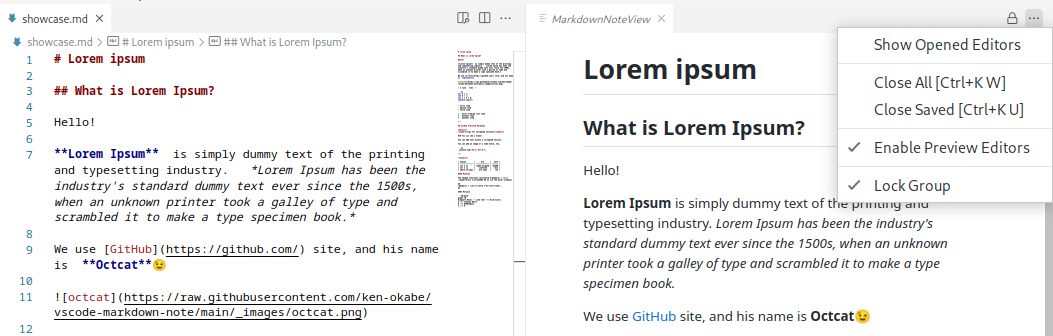 showcase.md
showcase.md > # Lorem ipsum > ## What is Lorem Ipsum?
1 # Lorem ipsum
2
3 ## What is Lorem Ipsum?
4
5 Hello!
6
7 **Lorem Ipsum**  is simply dummy text of the printing
and typesetting industry.   *Lorem Ipsum has been the
industry's standard dummy text ever since the 1500s,
when an unknown printer took a galley of type and
scrambled it to make a type specimen book.*
8
9 We use [GitHub](https://github.com/) site, and his name
is  **Octcat**😉
10
11 ![octcat](https://raw.githubusercontent.com/ken-okabe/
vscode-markdown-note/main/_images/octcat.png)
12
MarkdownNoteView
Show Opened Editors
Close All [Ctrl+K W]
Close Saved [Ctrl+K U]
Enable Preview Editors
Lock Group
Lorem ipsum
What is Lorem Ipsum?
Hello!
Lorem Ipsum is simply dummy text of the printing and
typesetting industry. Lorem Ipsum has been the industry's
standard dummy text ever since the 1500s, when an unknown
printer took a galley of type and scrambled it to make a type
specimen book.
We use GitHub site, and his name is Octcat😉